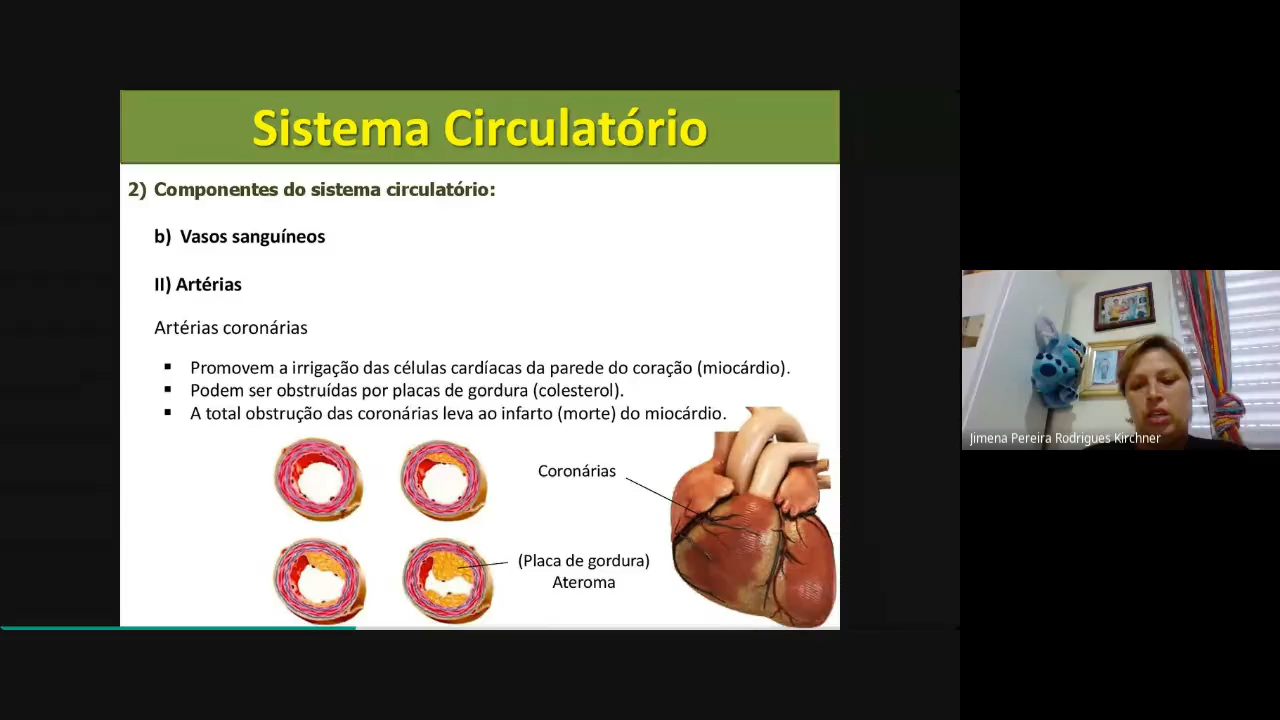 Sistema Circulatório
2) Componentes do sistema circulatório:
b) Vasos sanguíneos
II) Artérias
Artérias coronárias
▪ Promovem a irrigação das células cardíacas da parede do coração (miocárdio).
▪ Podem ser obstruídas por placas de gordura (colesterol).
▪ A total obstrução das coronárias leva ao infarto (morte) do miocárdio.
Coronárias
(Placa de gordura)
Ateroma
Jimena Pereira Rodrigues Kirchner